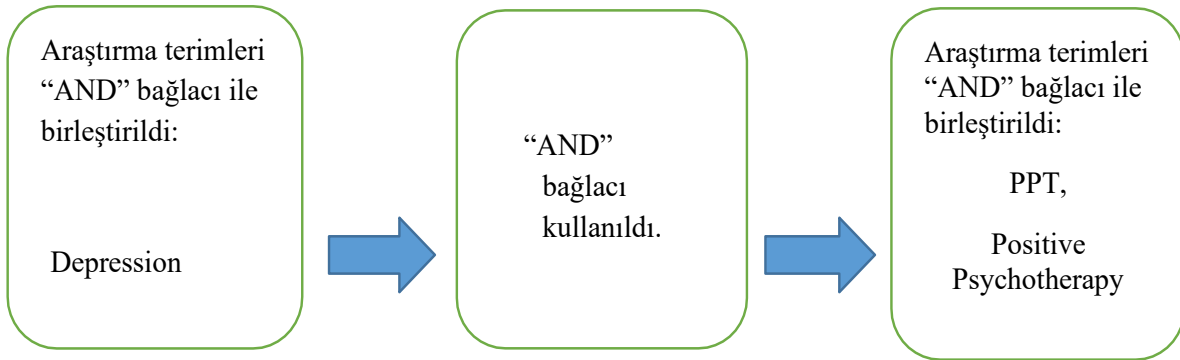 Araştırma terimleri
“AND” bağlacı ile
birleştirildi:
Depression
“AND”
bağlacı
kullanıldı.
Araştırma terimleri
“AND” bağlacı ile
birleştirildi:
PPT,
Positive
Psychotherapy